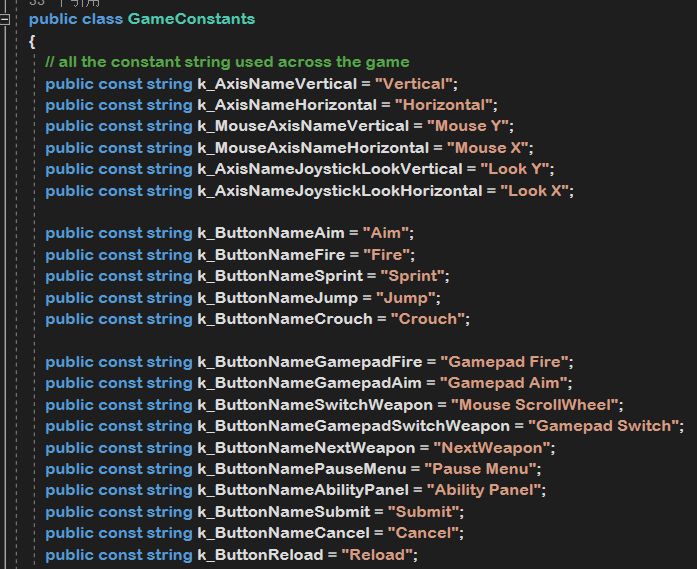 33 个引用
public class GameConstants
{
// all the constant string used across the game
public const string k_AxisNameVertical = "Vertical";
public const string k_AxisNameHorizontal = "Horizontal";
public const string k_MouseAxisNameVertical = "Mouse Y";
public const string k_MouseAxisNameHorizontal = "Mouse X";
public const string k_AxisNameJoystickLookVertical = "Look Y";
public const string k_AxisNameJoystickLookHorizontal = "Look X";
public const string k_ButtonNameAim = "Aim";
public const string k_ButtonNameFire = "Fire";
public const string k_ButtonNameSprint = "Sprint";
public const string k_ButtonNameJump = "Jump";
public const string k_ButtonNameCrouch = "Crouch";
public const string k_ButtonNameGamepadFire = "Gamepad Fire";
public const string k_ButtonNameGamepadAim = "Gamepad Aim";
public const string k_ButtonNameSwitchWeapon = "Mouse ScrollWheel";
public const string k_ButtonNameGamepadSwitchWeapon = "Gamepad Switch";
public const string k_ButtonNameNextWeapon = "NextWeapon";
public const string k_ButtonNamePauseMenu = "Pause Menu";
public const string k_ButtonNameAbilityPanel = "Ability Panel";
public const string k_ButtonNameSubmit = "Submit";
public const string k_ButtonNameCancel = "Cancel";
public const string k_ButtonReload = "Reload";